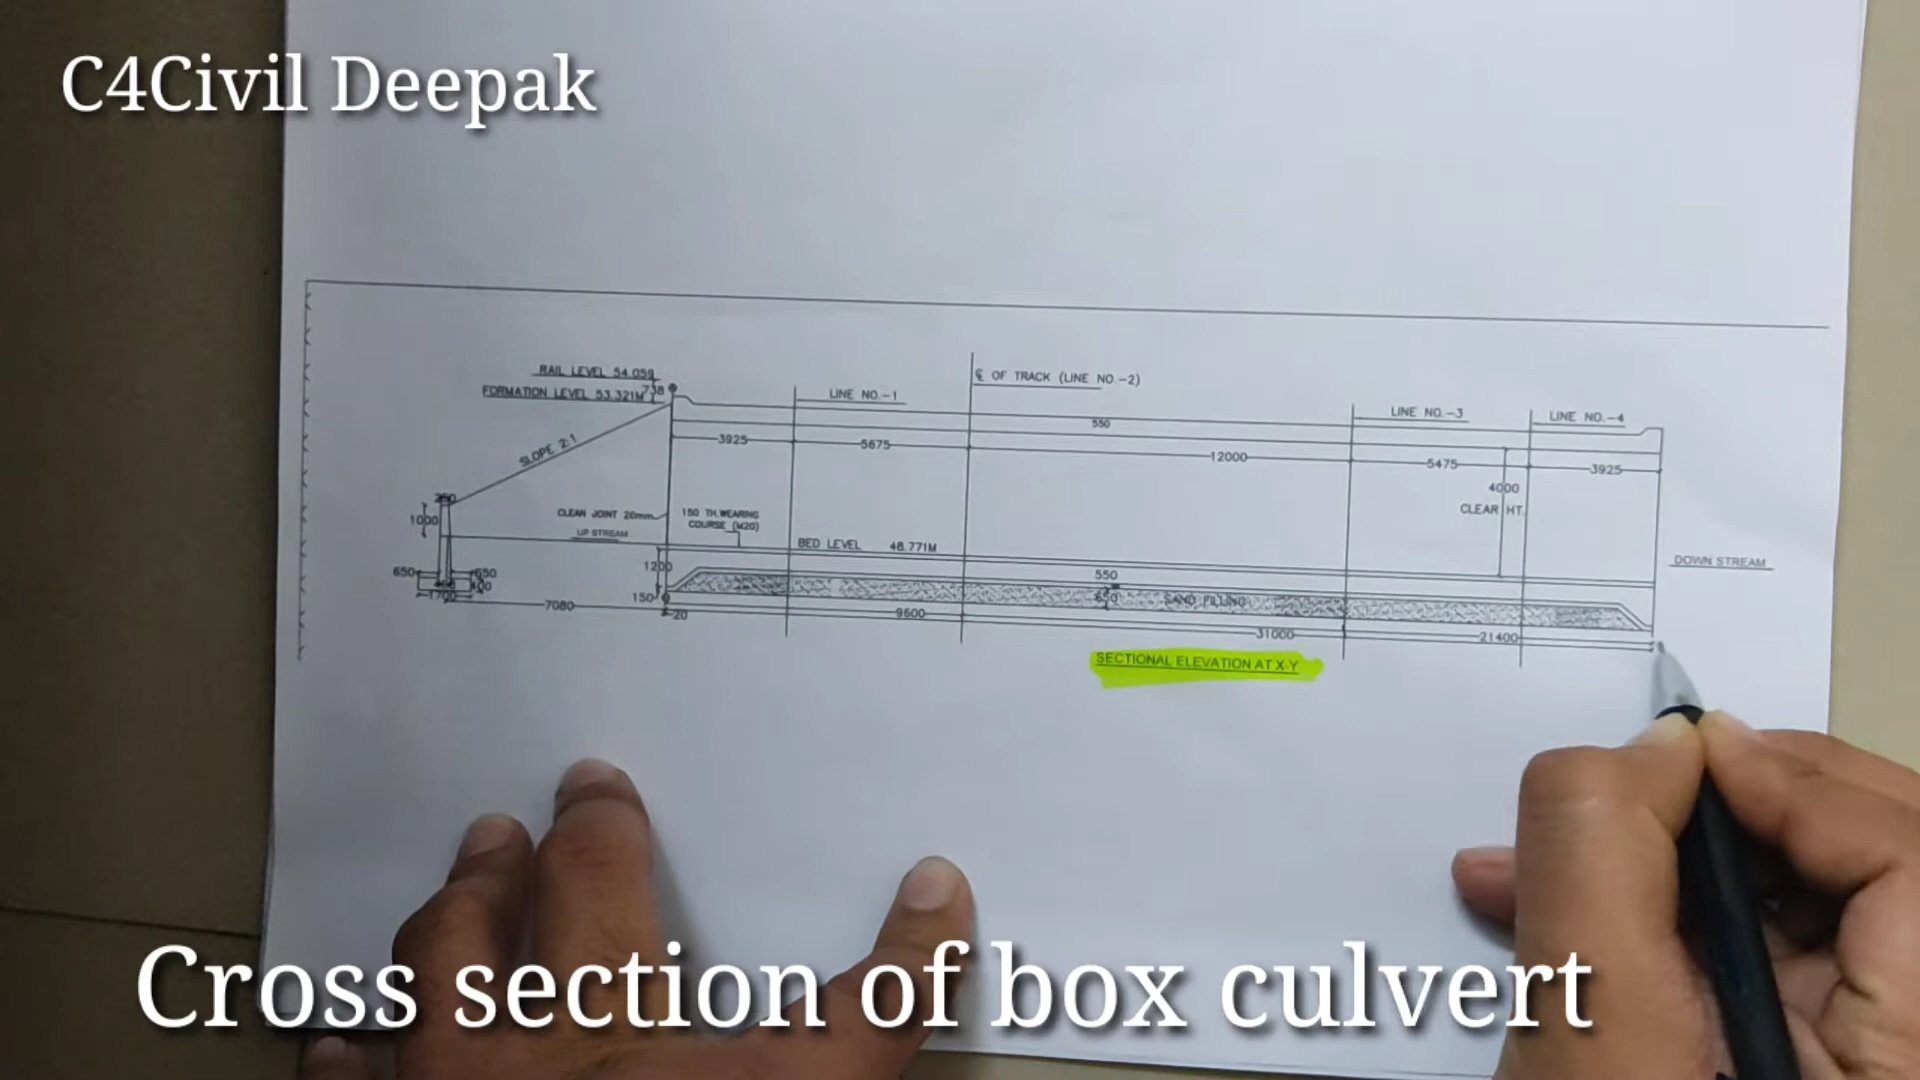 C4Civil Deepak
RAIL LEVEL 54.059
FORMATION LEVEL 53.321M
738
LINE NO.-1
℄ OF TRACK (LINE NO.-2)
LINE NO.-3
LINE NO.-4
550
3925
5675
12000
5475
3925
SLOPE 2:1
4000
CLEAR HT.
1000
CLEAN JOINT 20mm
150 TH.WEARING
COURSE (M20)
UP STREAM
BED LEVEL 48.771M
DOWN STREAM
650
650
1700
1200
150
20
7080
550
650
SAND FILLING
9600
31000
21400
SECTIONAL ELEVATION AT X-Y
Cross section of box culvert